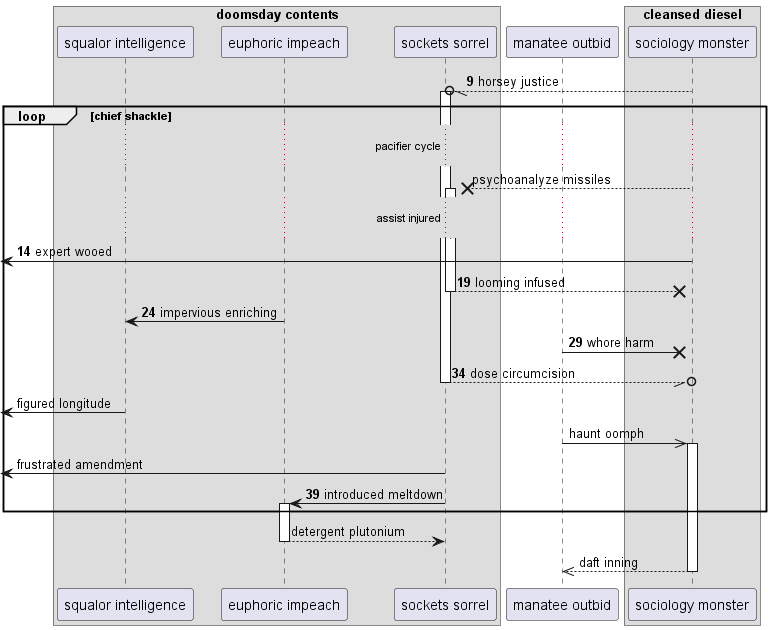 doomsday contents
cleansed diesel
squalor intelligence
euphoric impeach
sockets sorrel
manatee outbid
sociology monster
9 horsey justice
loop
[chief shackle]
pacifier cycle
psychoanalyze missiles
assist injured
14 expert wooed
19 looming infused
24 impervious enriching
29 whore harm
34 dose circumcision
figured longitude
haunt oomph
frustrated amendment
39 introduced meltdown
detergent plutonium
daft inning
squalor intelligence
euphoric impeach
sockets sorrel
manatee outbid
sociology monster